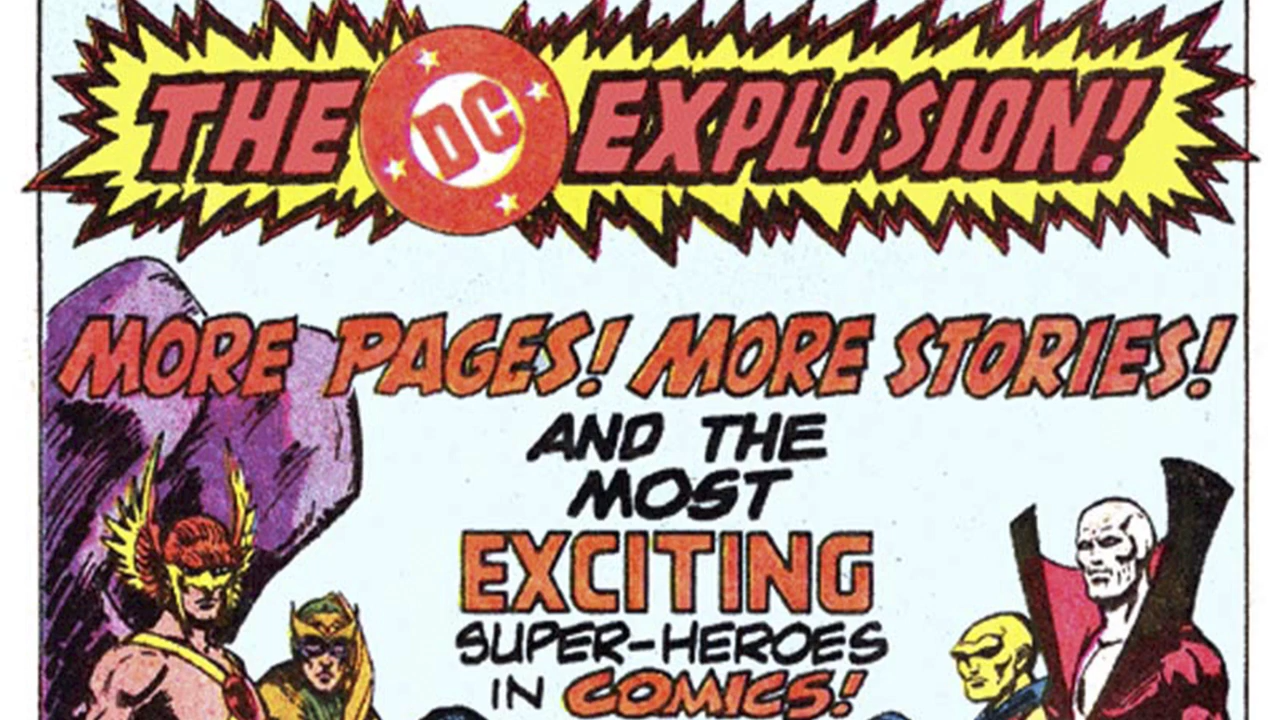 THE DC EXPLOSION!
MORE PAGES! MORE STORIES!
AND THE
MOST
EXCITING
SUPER-HEROES
IN COMICS!